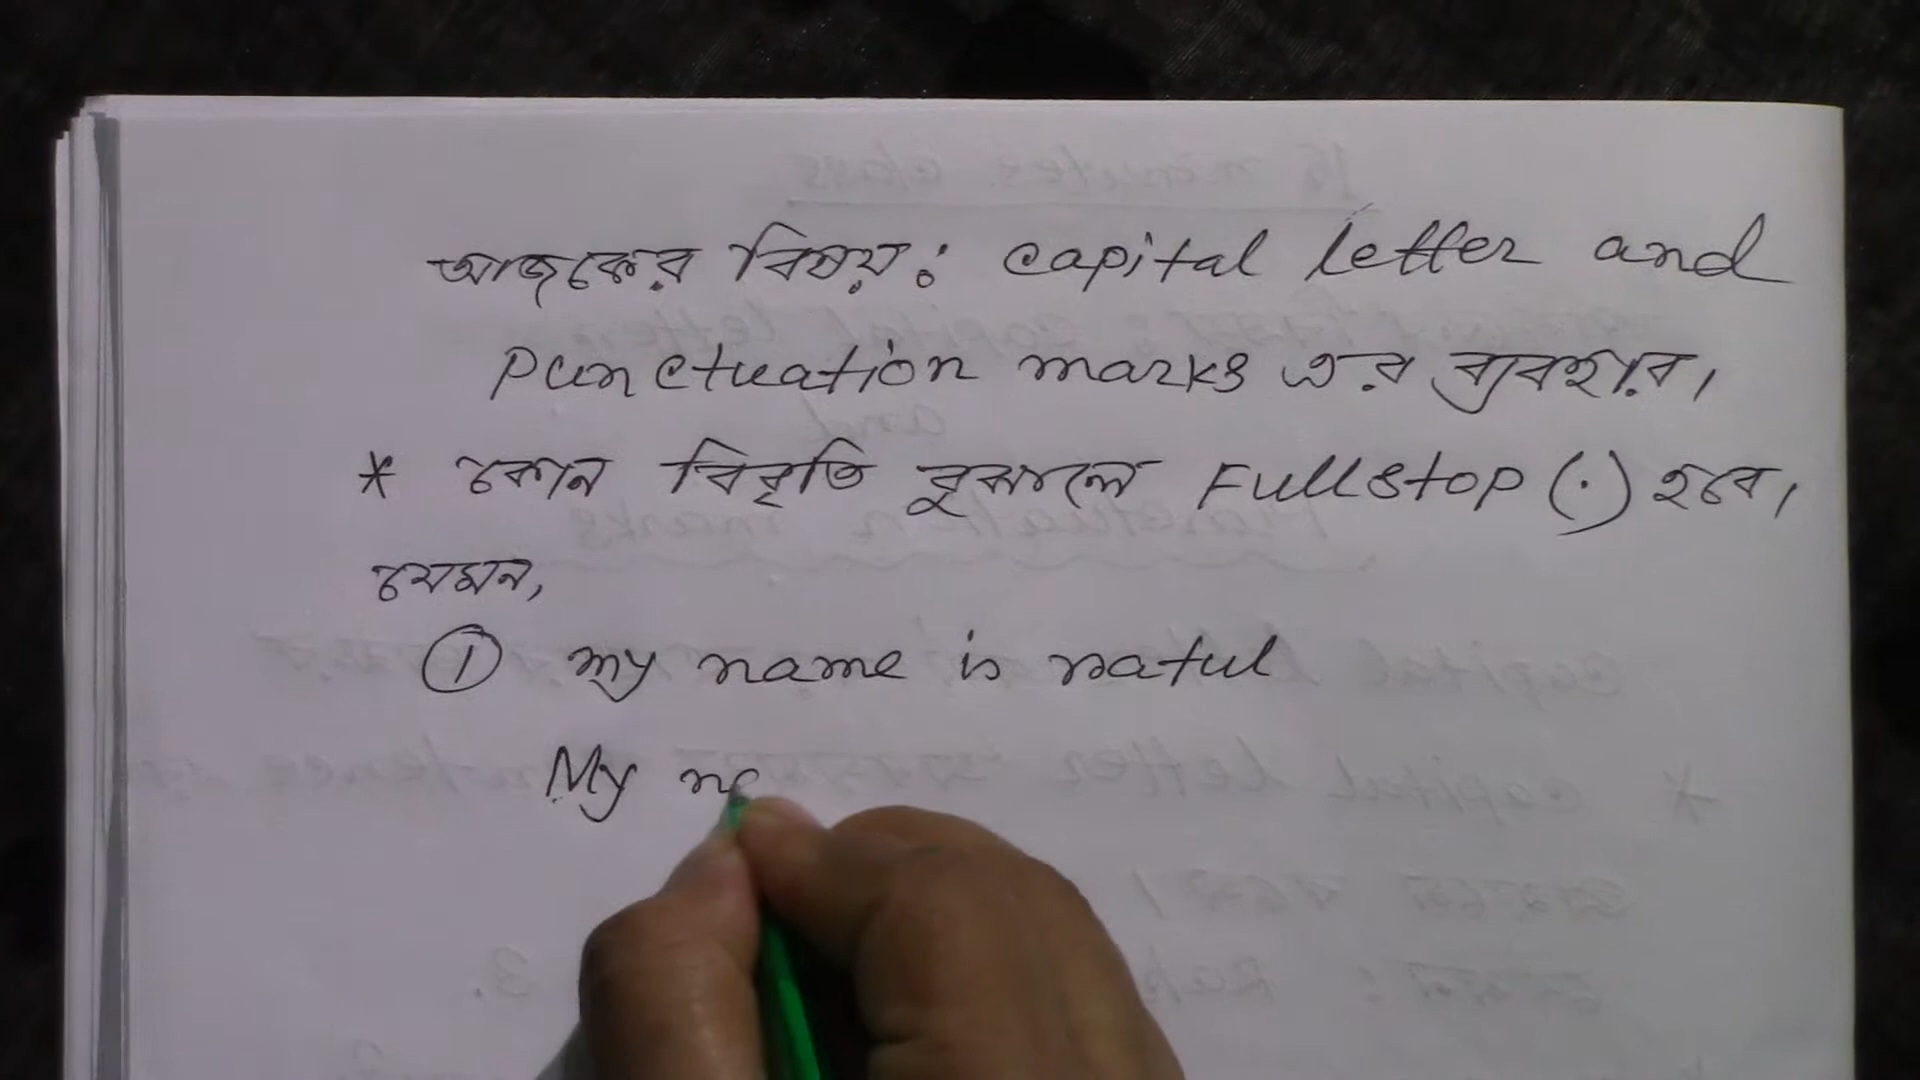 আজকের বিষয়: capital letter and
Punctuation marks এর ব্যবহার।
* কোন বিবৃতি বুঝালে Fullstop (.) হবে।
যেমন,
① my name is ratul
My na